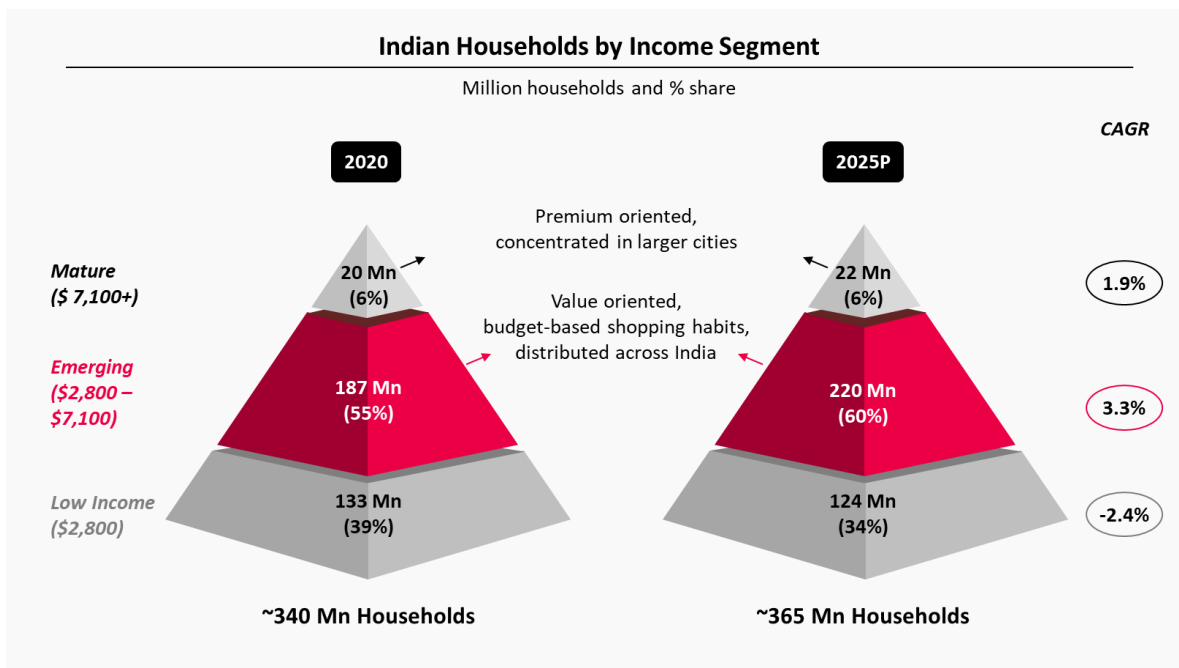 Indian Households by Income Segment
Million households and % share
CAGR
2020
2025P
Premium oriented,
concentrated in larger cities
Mature
($ 7,100+)
20 Mn
(6%)
22 Mn
(6%)
1.9%
Value oriented,
budget-based shopping habits,
distributed across India
Emerging
($2,800 –
$7,100)
187 Mn
(55%)
220 Mn
(60%)
3.3%
Low Income
($2,800)
133 Mn
(39%)
124 Mn
(34%)
-2.4%
~340 Mn Households
~365 Mn Households